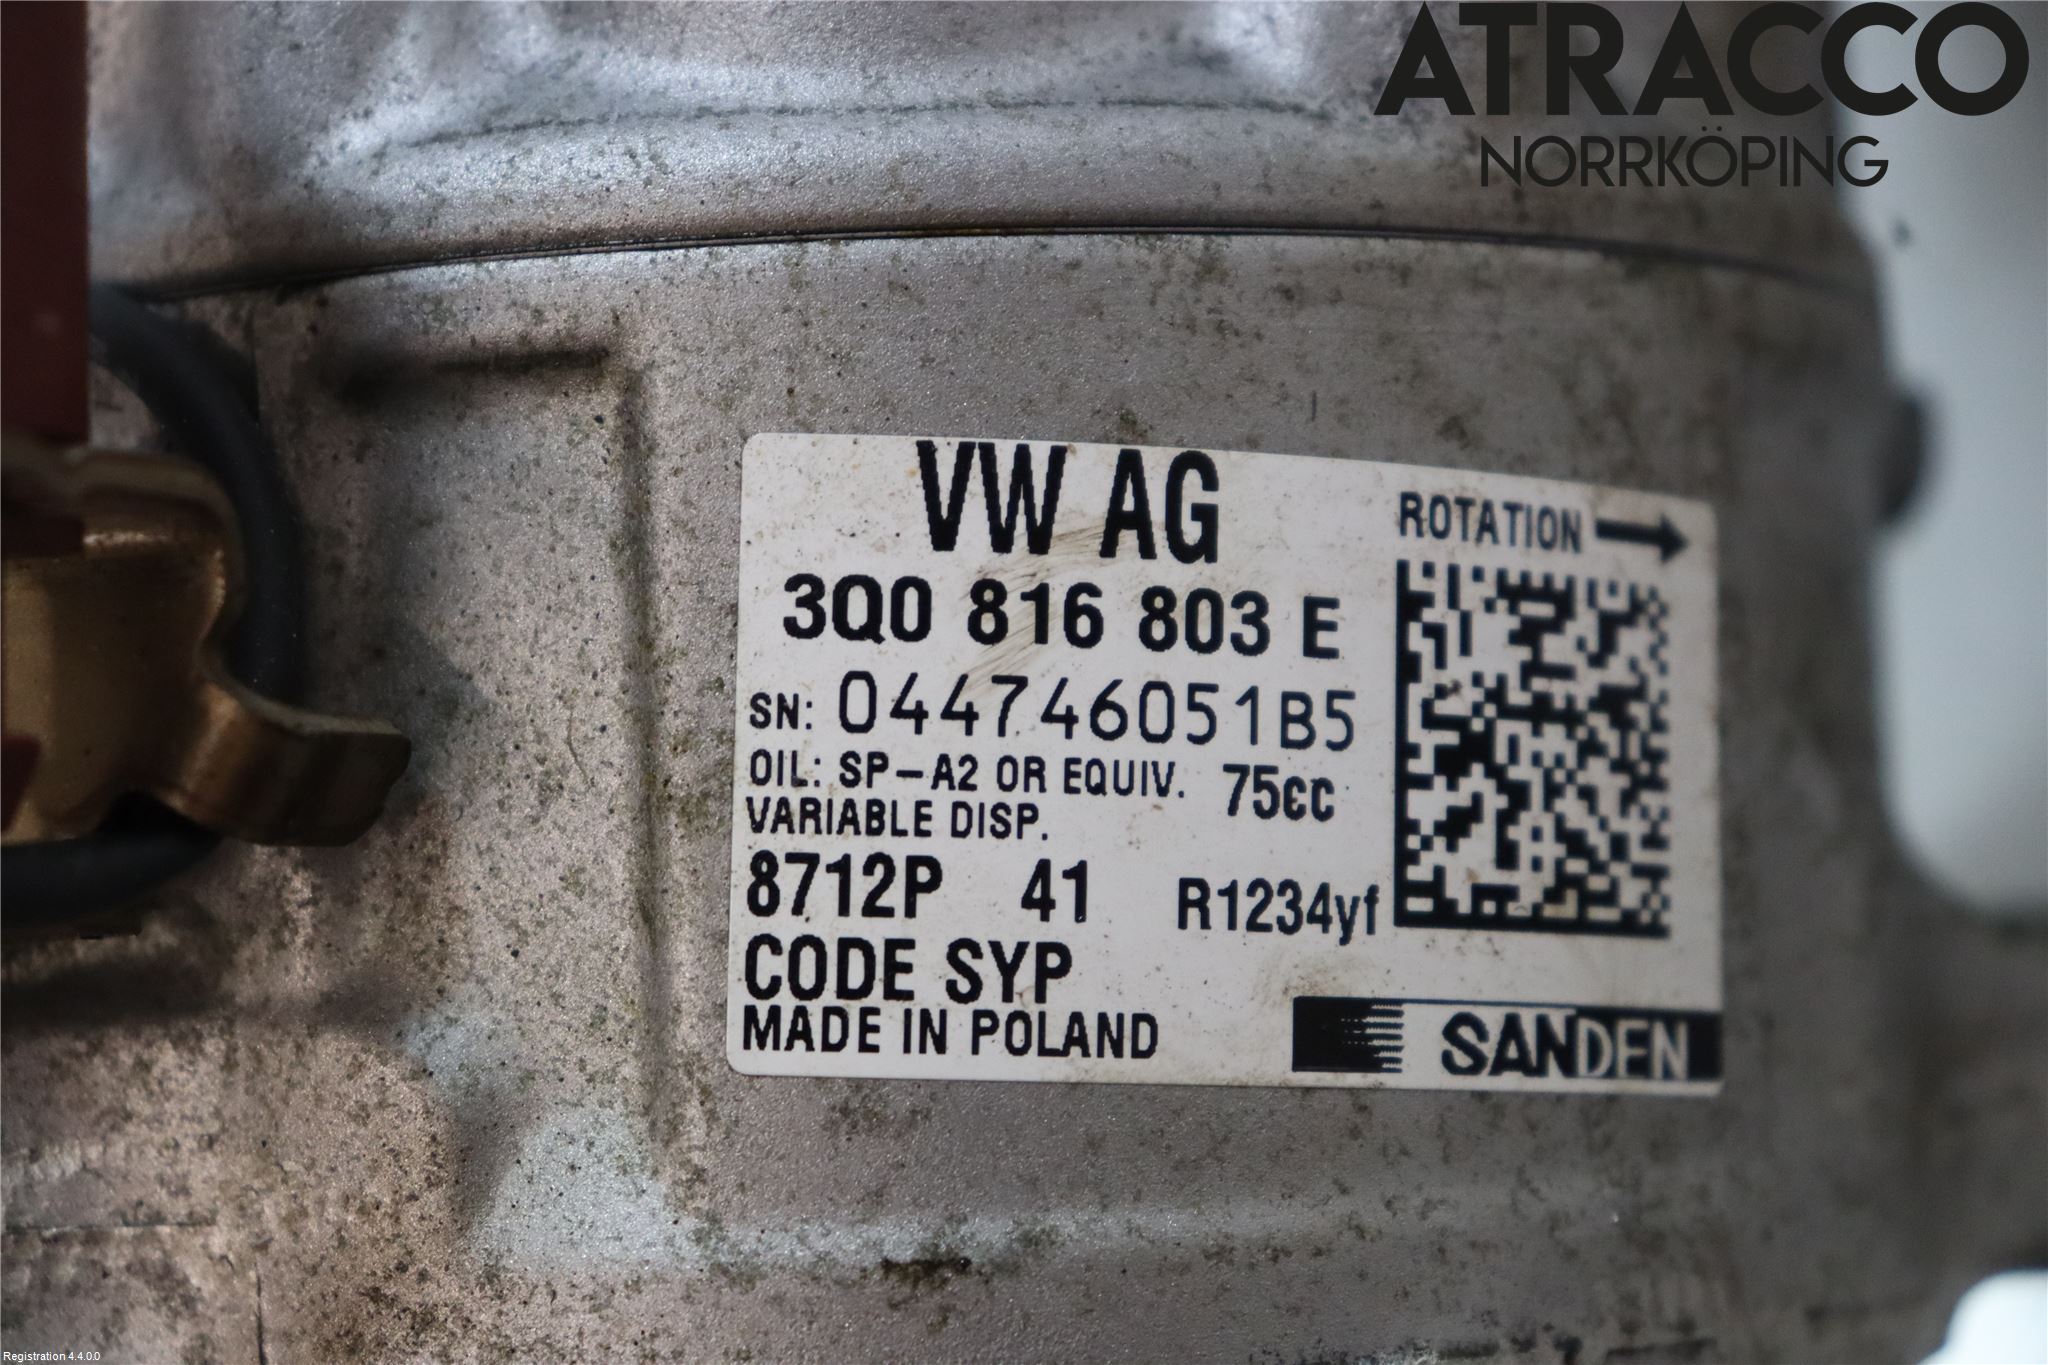 ATRACCO
NORRKÖPING
VW AG
ROTATION
3Q0 816 803 E
SN: 044746051B5
OIL: SP-A2 OR EQUIV. 75cc
VARIABLE DISP.
8712P 41 R1234yf
CODE SYP
MADE IN POLAND
SANDEN
Registration 4.4.0.0